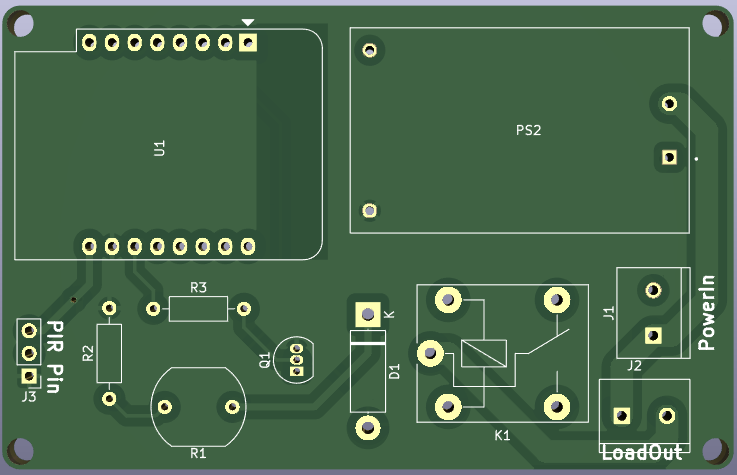 U1
PS2
R3
K
J1
PowerIn
PIR Pin
R2
Q1
D1
J2
J3
R1
K1
LoadOut